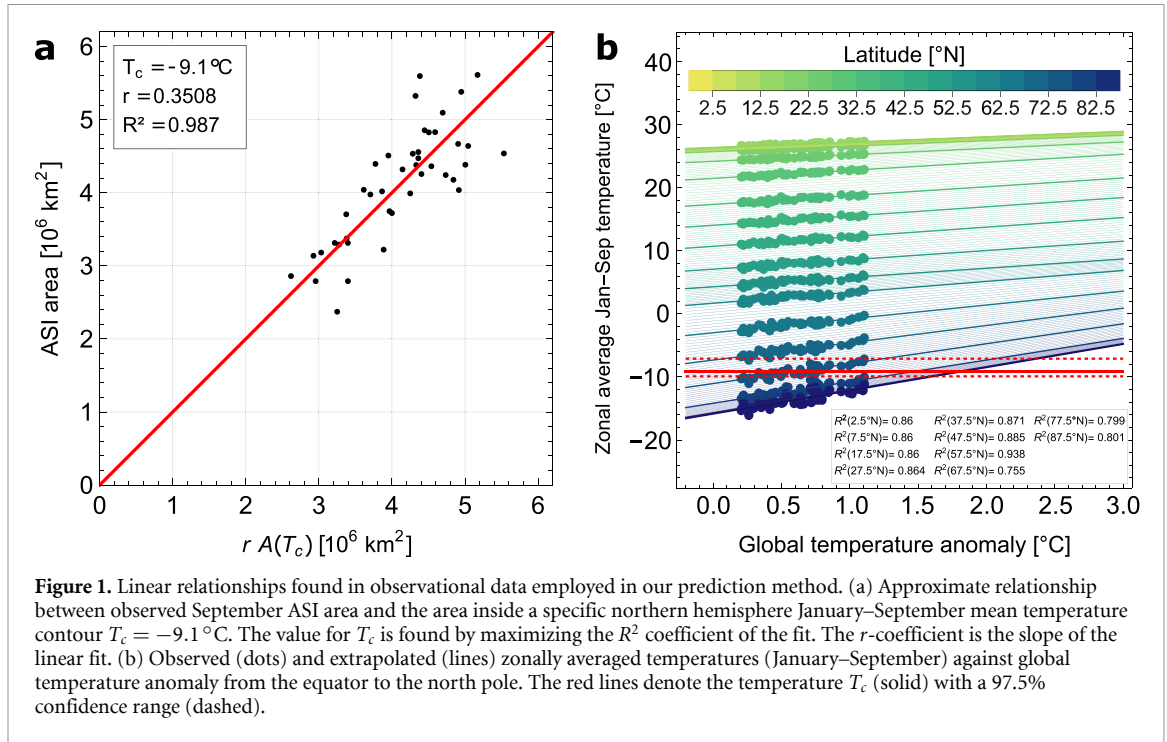 a
T_c = -9.1ºC
r = 0.3508
R² = 0.987
6
5
4
3
2
1
0
0 1 2 3 4 5 6
ASI area [10⁶ km²]
r A(T_c) [10⁶ km²]
b
Latitude [°N]
2.5 12.5 22.5 32.5 42.5 52.5 62.5 72.5 82.5
40
30
20
10
0
−10
−20
Zonal average Jan−Sep temperature [°C]
R²(2.5°N)= 0.86 R²(37.5°N)= 0.871 R²(77.5°N)= 0.799
R²(7.5°N)= 0.86 R²(47.5°N)= 0.885 R²(87.5°N)= 0.801
R²(17.5°N)= 0.86 R²(57.5°N)= 0.938
R²(27.5°N)= 0.864 R²(67.5°N)= 0.755
0.0 0.5 1.0 1.5 2.0 2.5 3.0
Global temperature anomaly [°C]
Figure 1. Linear relationships found in observational data employed in our prediction method. (a) Approximate relationship
between observed September ASI area and the area inside a specific northern hemisphere January–September mean temperature
contour T_c = −9.1 °C. The value for T_c is found by maximizing the R² coefficient of the fit. The r-coefficient is the slope of the
linear fit. (b) Observed (dots) and extrapolated (lines) zonally averaged temperatures (January–September) against global
temperature anomaly from the equator to the north pole. The red lines denote the temperature T_c (solid) with a 97.5%
confidence range (dashed).